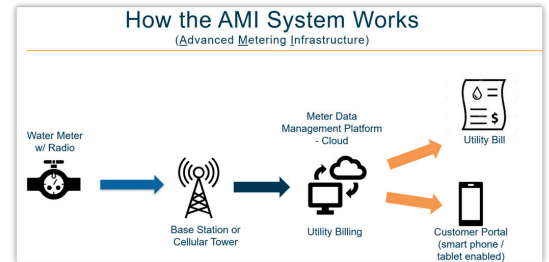 How the AMI System Works
(Advanced Metering Infrastructure)
Water Meter
w/ Radio
Base Station or
Cellular Tower
Meter Data
Management Platform
- Cloud
Utility Billing
$
Utility Bill
Customer Portal
(smart phone /
tablet enabled)